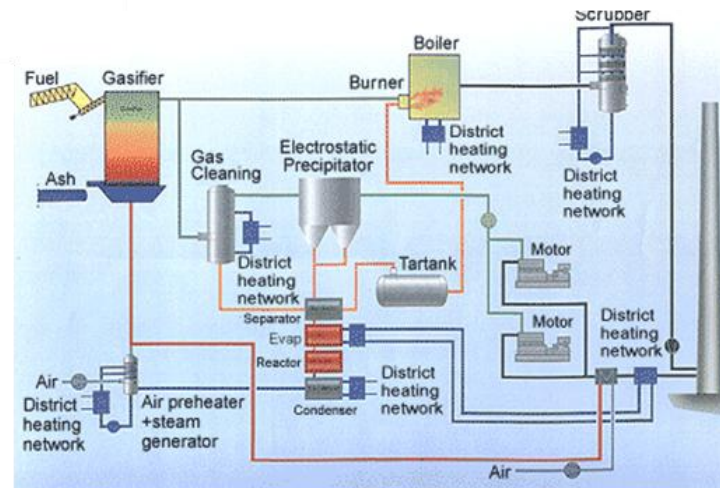 Scrubber
Boiler
Fuel
Gasifier
Burner
District
heating
network
Gas
Cleaning
Electrostatic
Precipitator
District
heating
network
Ash
District
heating
network
Tartank
Motor
Separator
Evap
Motor
District
heating
network
Reactor
Air
District
heating
network
Air preheater
+steam
generator
Condenser
District
heating
network
Air